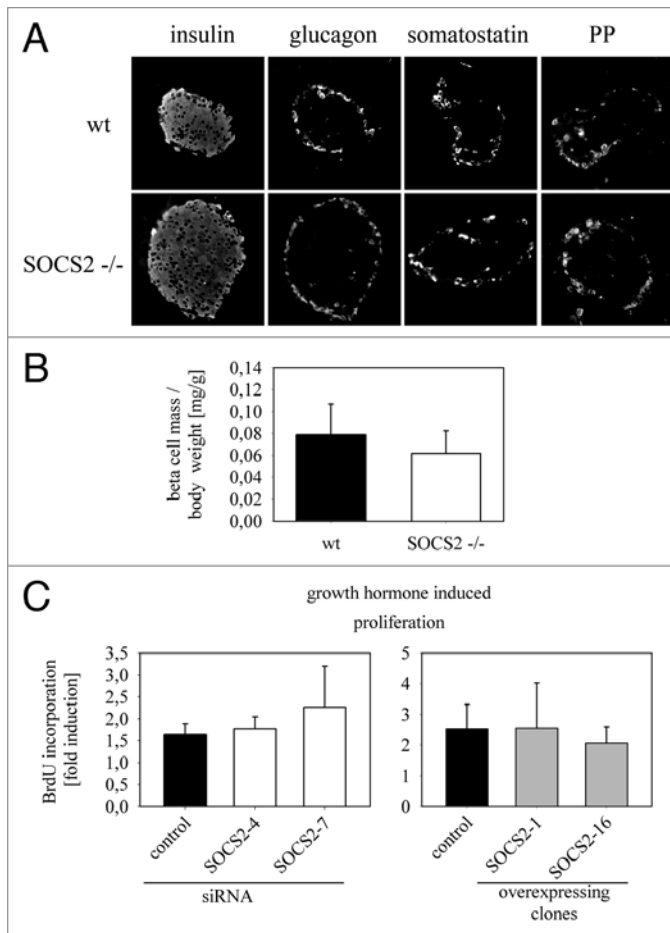 A
insulin glucagon somatostatin PP
wt
SOCS2 -/-
B
beta cell mass /
body weight [mg/g]
0,14
0,12
0,10
0,08
0,06
0,04
0,02
0,00
wt SOCS2 -/-
C
growth hormone induced
proliferation
BrdU incorporation
[fold induction]
3,5
3,0
2,5
2,0
1,5
1,0
0,5
0,0
control SOCS2-4 SOCS2-7
siRNA
5
4
3
2
1
0
control SOCS2-1 SOCS2-16
overexpressing
clones